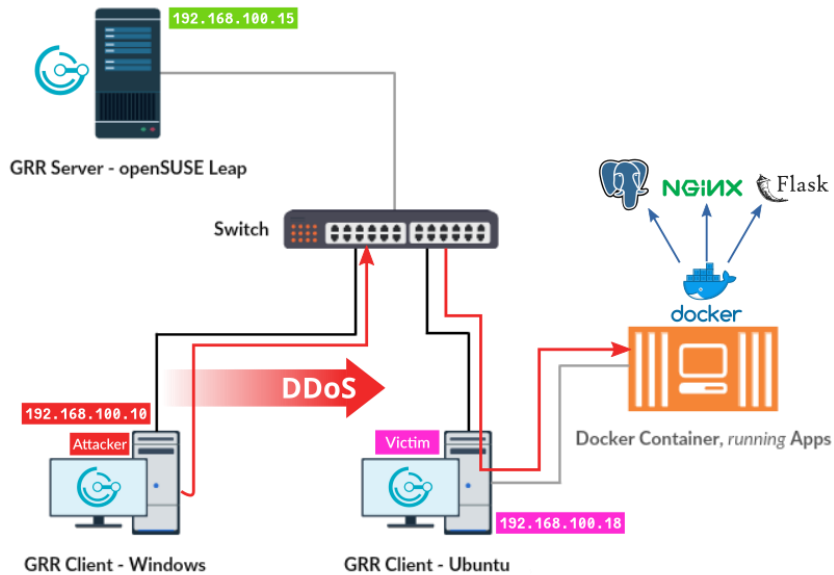 192.168.100.15
GRR Server - openSUSE Leap
Switch
NGINX
Flask
docker
DDoS
192.168.100.10
Attacker
Victim
Docker Container, running Apps
192.168.100.18
GRR Client - Windows
GRR Client - Ubuntu